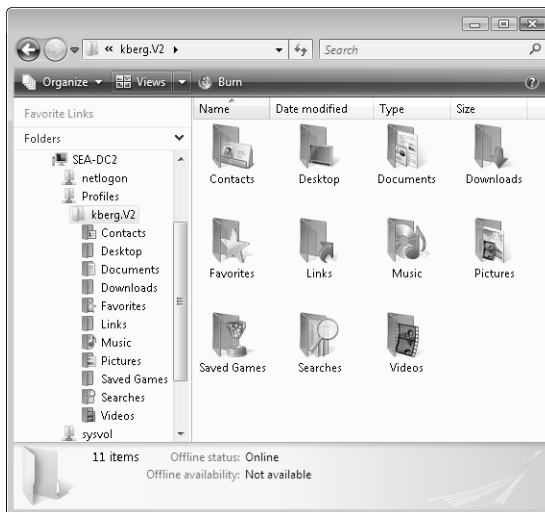 « kberg.V2
Search
Organize Views Burn
Favorite Links
Folders
SEA-DC2
netlogon
Profiles
kberg.V2
Contacts
Desktop
Documents
Downloads
Favorites
Links
Music
Pictures
Saved Games
Searches
Videos
sysvol
Name Date modified Type Size
Contacts Desktop Documents Downloads
Favorites Links Music Pictures
Saved Games Searches Videos
11 items Offline status: Online
Offline availability: Not available